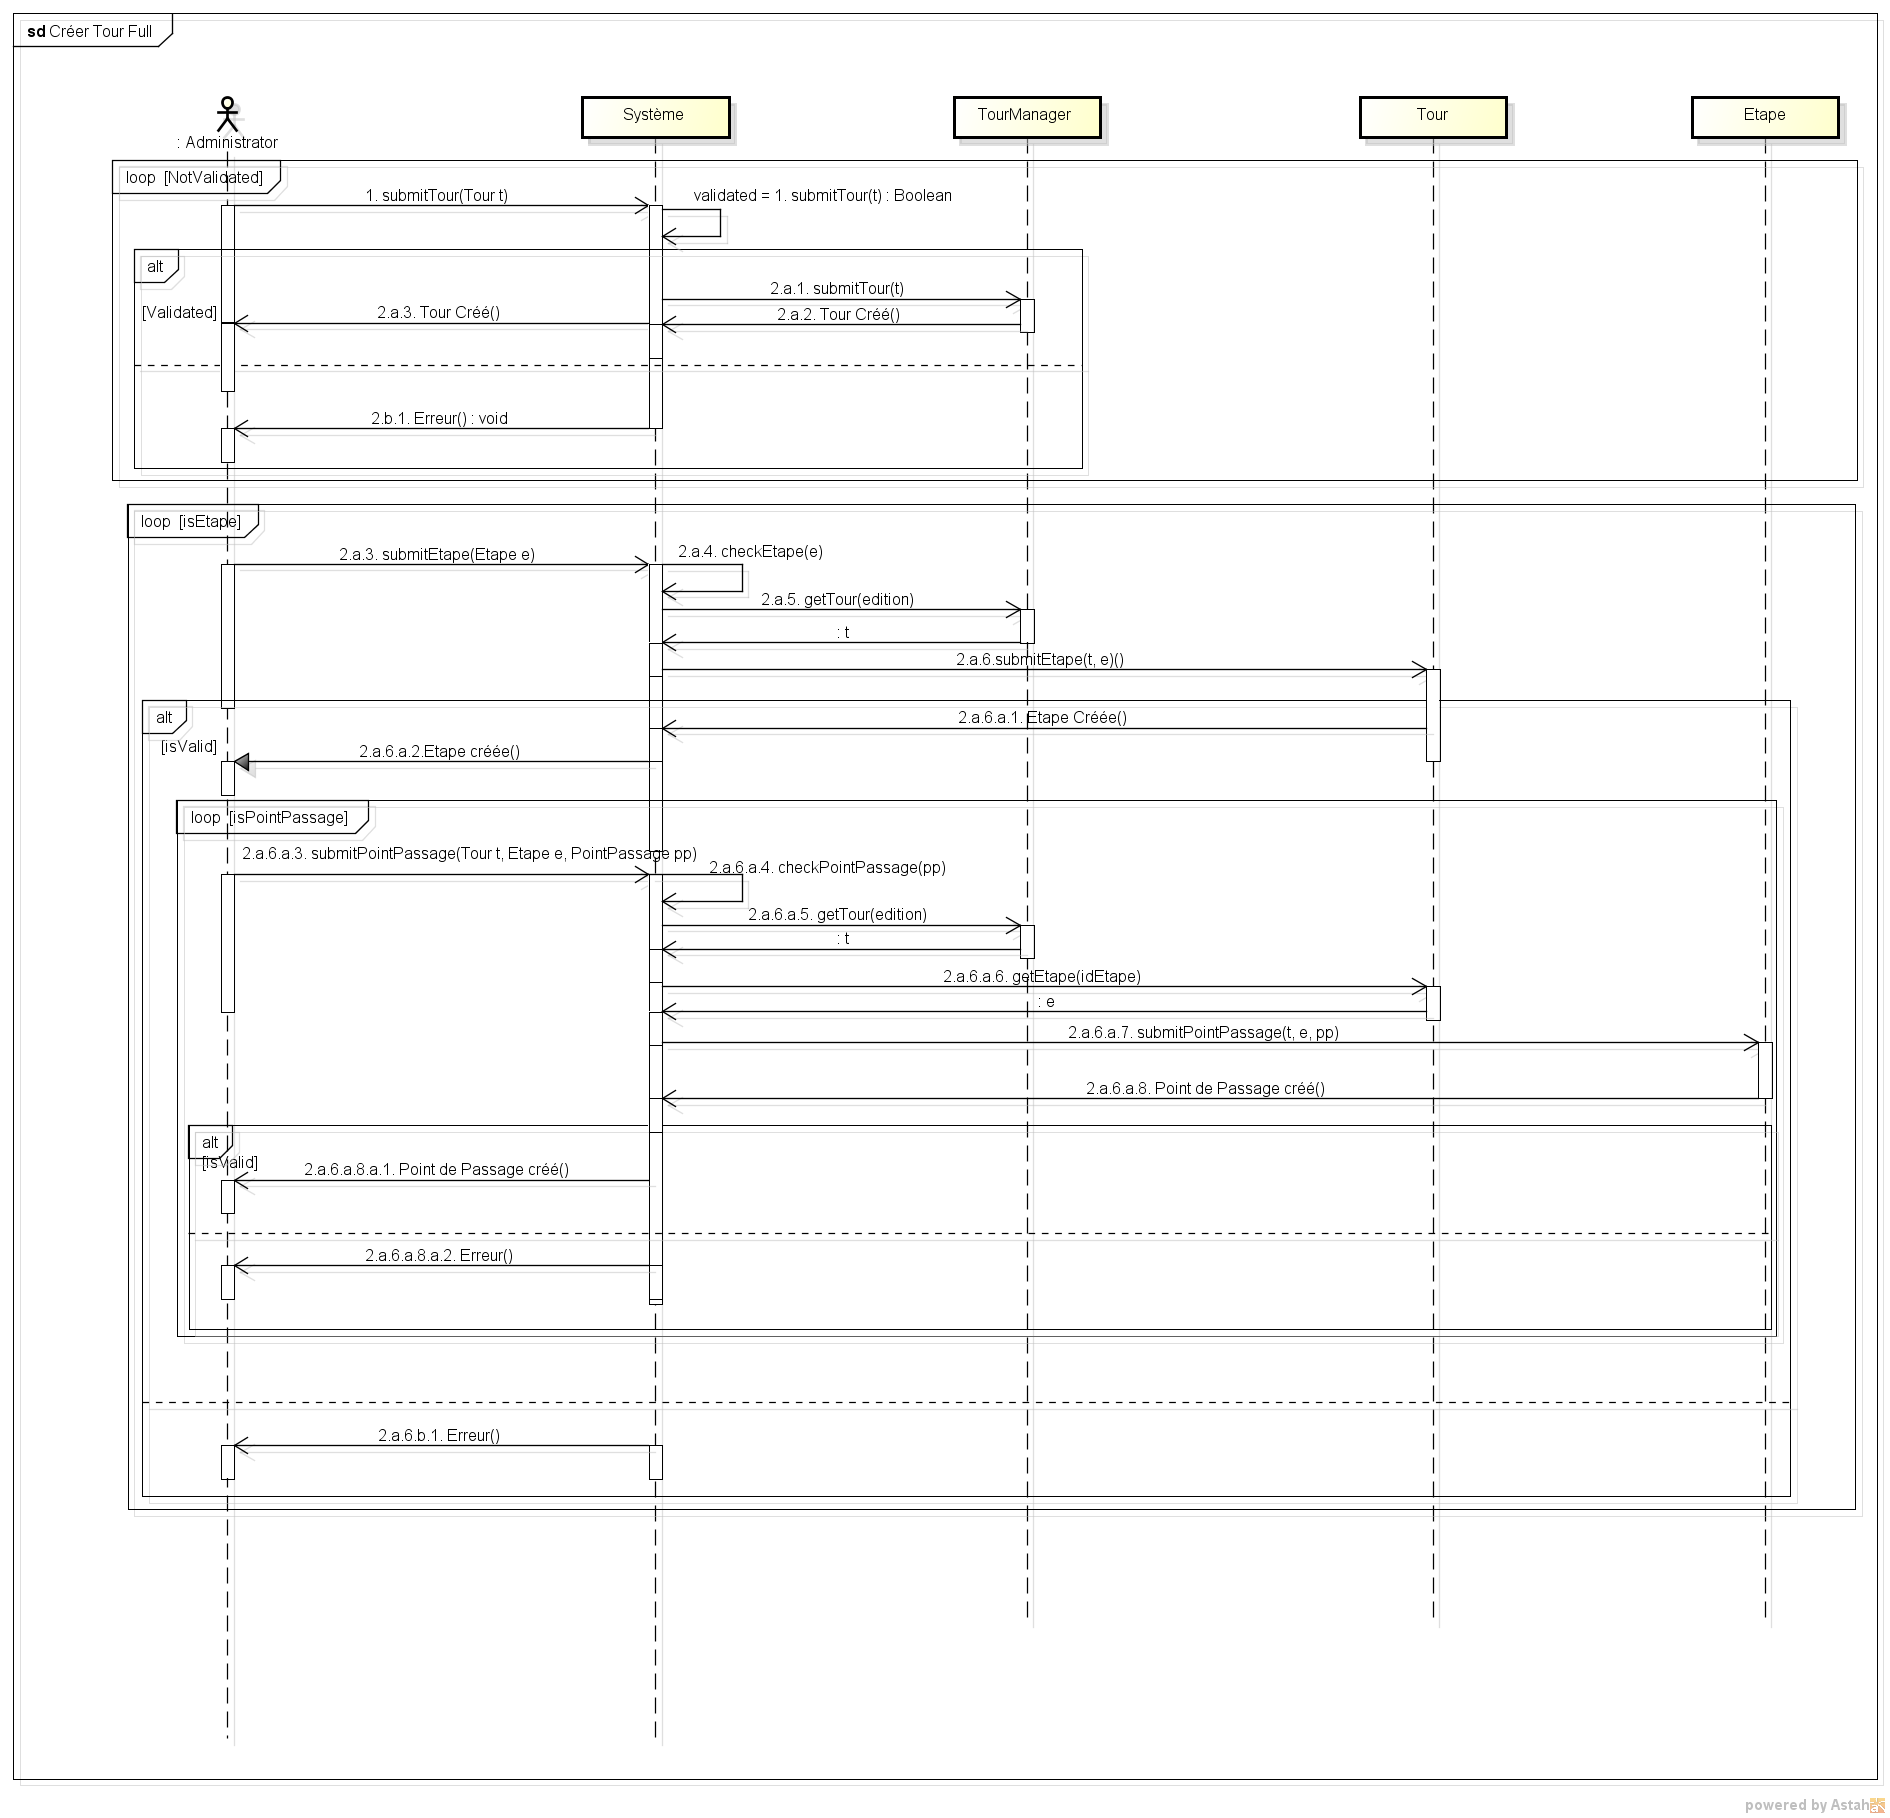 sd Créer Tour Full
: Administrator
Système
TourManager
Tour
Etape
loop [NotValidated]
1. submitTour(Tour t)
validated = 1. submitTour(t) : Boolean
alt
2.a.1. submitTour(t)
[Validated]
2.a.3. Tour Créé()
2.a.2. Tour Créé()
2.b.1. Erreur() : void
loop [isEtape]
2.a.3. submitEtape(Etape e)
2.a.4. checkEtape(e)
2.a.5. getTour(edition)
: t
2.a.6.submitEtape(t, e)()
alt
2.a.6.a.1. Etape Créée()
[isValid]
2.a.6.a.2.Etape créée()
loop [isPointPassage]
2.a.6.a.3. submitPointPassage(Tour t, Etape e, PointPassage pp)
2.a.6.a.4. checkPointPassage(pp)
2.a.6.a.5. getTour(edition)
: t
2.a.6.a.6. getEtape(idEtape)
: e
2.a.6.a.7. submitPointPassage(t, e, pp)
2.a.6.a.8. Point de Passage créé()
alt
[isValid]
2.a.6.a.8.a.1. Point de Passage créé()
2.a.6.a.8.a.2. Erreur()
2.a.6.b.1. Erreur()
powered by Astah